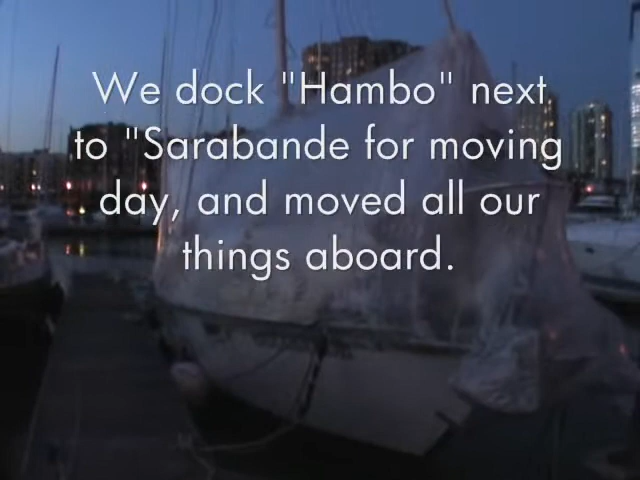 We dock "Hambo" next
to "Sarabande for moving
day, and moved all our
things aboard.